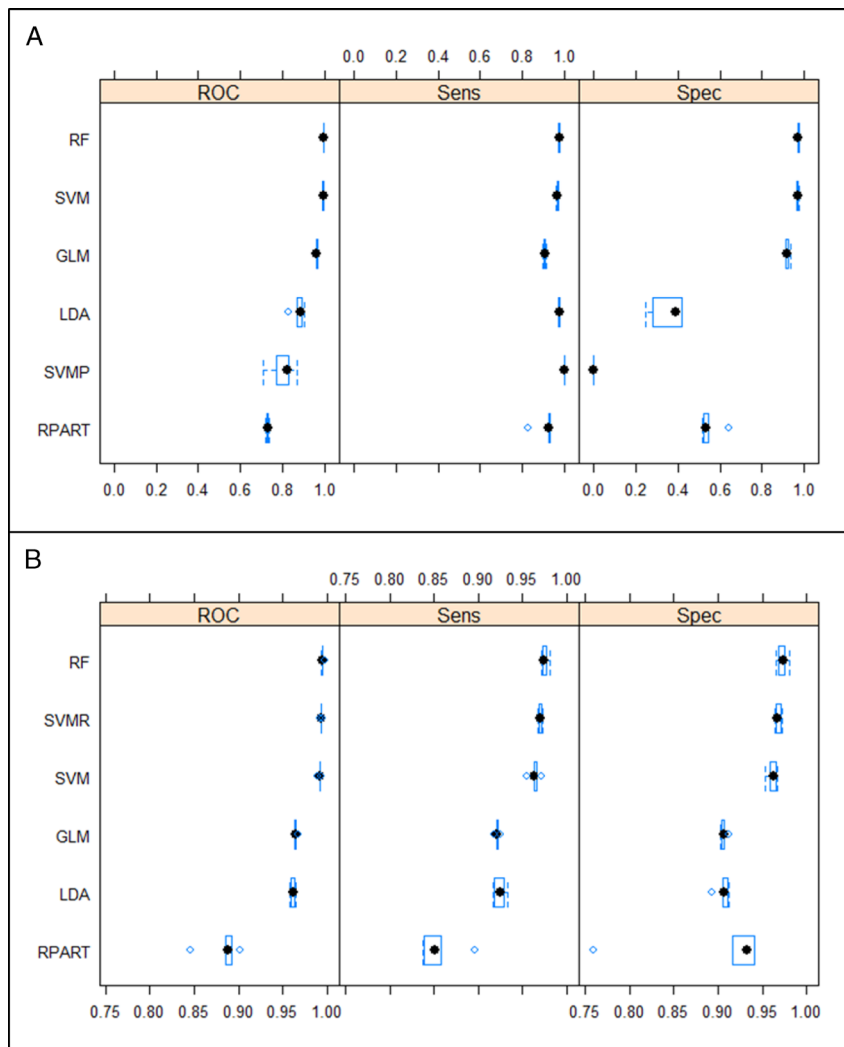 A
0.0 0.2 0.4 0.6 0.8 1.0
ROC Sens Spec
RF
SVM
GLM
LDA
SVMP
RPART
0.0 0.2 0.4 0.6 0.8 1.0 0.0 0.2 0.4 0.6 0.8 1.0
B
0.75 0.80 0.85 0.90 0.95 1.00
ROC Sens Spec
RF
SVMR
SVM
GLM
LDA
RPART
0.75 0.80 0.85 0.90 0.95 1.00 0.75 0.80 0.85 0.90 0.95 1.00